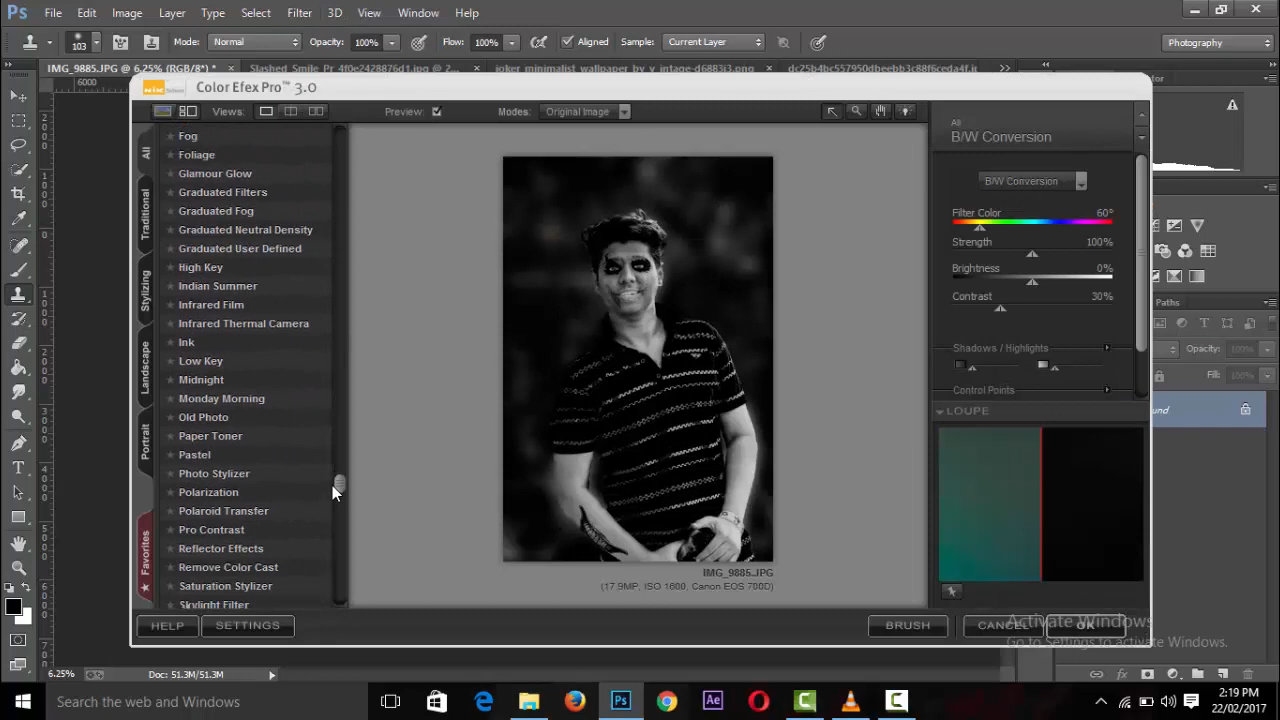 Ps File Edit Image Layer Type Select Filter 3D View Window Help
103 Mode: Normal Opacity: 100% Flow: 100% Aligned Sample: Current Layer Photography
IMG_9885.JPG @ 6.25% (RGB/8*) * × Slashed_Smile_Pr_4f0e2428876d1.jpg @ 2... joker_minimalist_wallpaper_by_v_intage-d6883j3.png
6000
Color Efex Pro™ 3.0
Views: Preview: Modes: Original Image
All
B/W Conversion
B/W Conversion
Filter Color 60°
Strength 100%
Brightness 0%
Contrast 30%
Shadows / Highlights
Control Points
LOUPE
All
Traditional
Stylizing
Landscape
Portrait
Favorites
Fog
Foliage
Glamour Glow
Graduated Filters
Graduated Fog
Graduated Neutral Density
Graduated User Defined
High Key
Indian Summer
Infrared Film
Infrared Thermal Camera
Ink
Low Key
Midnight
Monday Morning
Old Photo
Paper Toner
Pastel
Photo Stylizer
Polarization
Polaroid Transfer
Pro Contrast
Reflector Effects
Remove Color Cast
Saturation Stylizer
Skylight Filter
IMG_9885.JPG
(17.9MP, ISO 1600, Canon EOS 700D)
HELP SETTINGS BRUSH CANCEL OK
Paths
Opacity: 100%
Fill: 100%
Activate Windows
Go to Settings to activate Windows.
6.25% Doc: 51.3M/51.3M
Search the web and Windows
Ps Ae
2:19 PM
22/02/2017